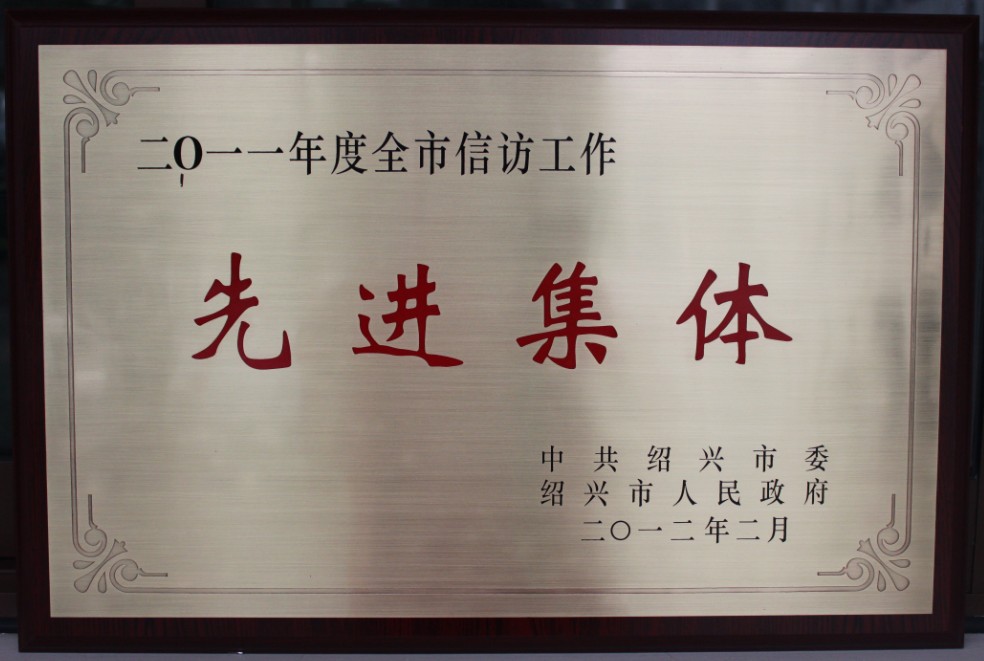 二〇一一年度全市信访工作
先进集体
中共绍兴市委
绍兴市人民政府
二〇一二年二月